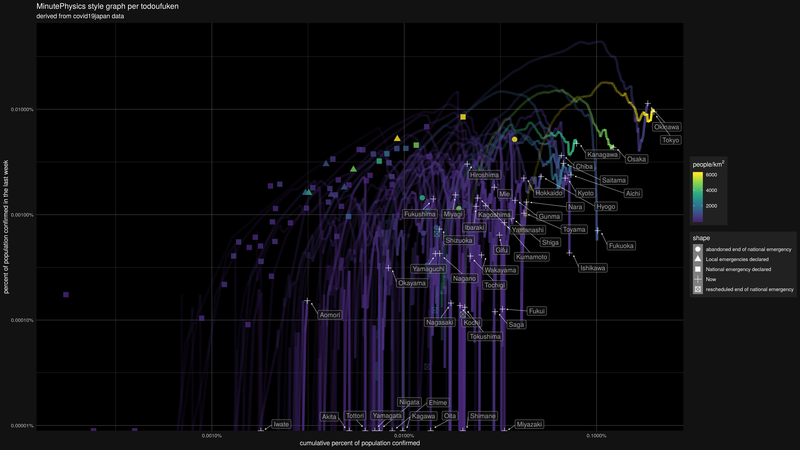 MinutePhysics style graph per todoufuken
derived from covid19japan data
percent of population confirmed in the last week
0.01000%
0.00100%
0.00010%
0.00001%
Okinawa
Tokyo
Kanagawa
Osaka
Chiba
Saitama
Hiroshima
Aichi
Mie
Hokkaido
Kyoto
Hyogo
Nara
Fukushima
Miyagi
Kagoshima
Gunma
Ibaraki
Yamanashi
Toyama
Shizuoka
Shiga
Fukuoka
Gifu
Kumamoto
Yamaguchi
Wakayama
Ishikawa
Nagano
Okayama
Tochigi
Aomori
Fukui
Nagasaki
Kochi
Saga
Tokushima
Niigata
Ehime
Akita
Tottori
Yamagata
Kagawa
Oita
Shimane
Iwate
Miyazaki
0.0010%
0.0100%
0.1000%
cumulative percent of population confirmed
people/km²
6000
4000
2000
shape
abandoned end of national emergency
Local emergencies declared
National emergency declared
Now
rescheduled end of national emergency